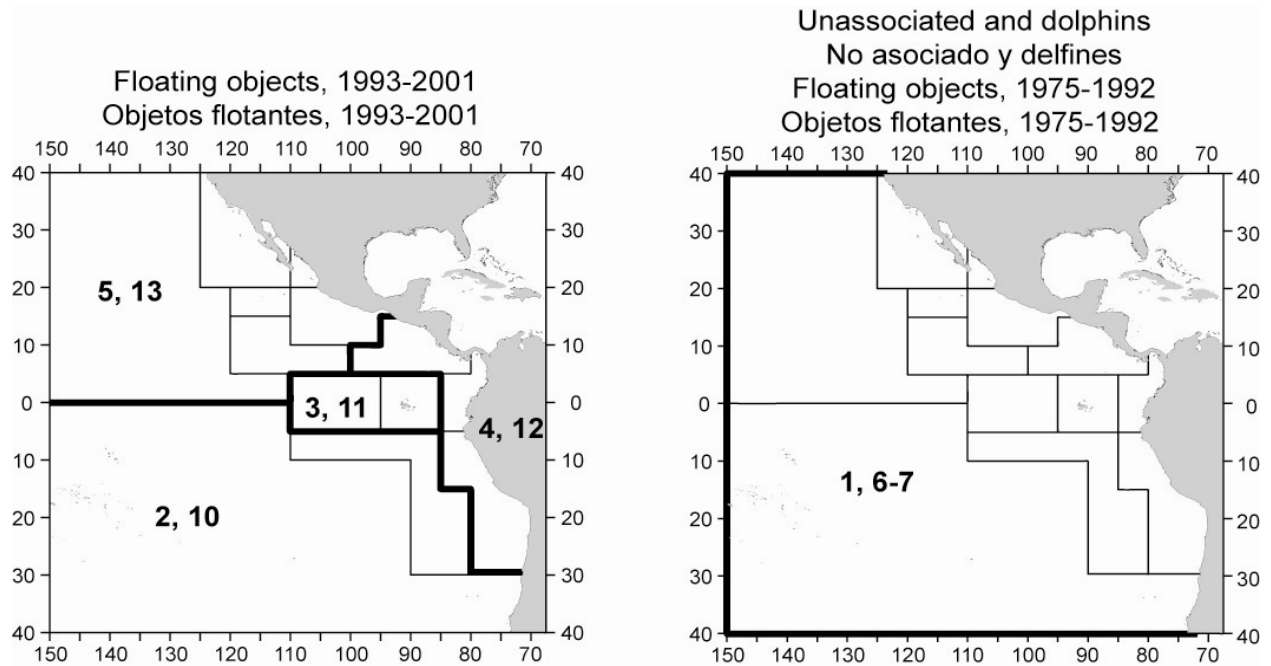 Floating objects, 1993-2001
Objetos flotantes, 1993-2001
150 140 130 120 110 100 90 80 70
40 40
30 30
20 20
5, 13
10 10
0 0
3, 11
4, 12
10 10
2, 10
20 20
30 30
40 40
150 140 130 120 110 100 90 80 70
Unassociated and dolphins
No asociado y delfines
Floating objects, 1975-1992
Objetos flotantes, 1975-1992
150 140 130 120 110 100 90 80 70
40 40
30 30
20 20
10 10
0 0
10 10
1, 6-7
20 20
30 30
40 40
150 140 130 120 110 100 90 80 70